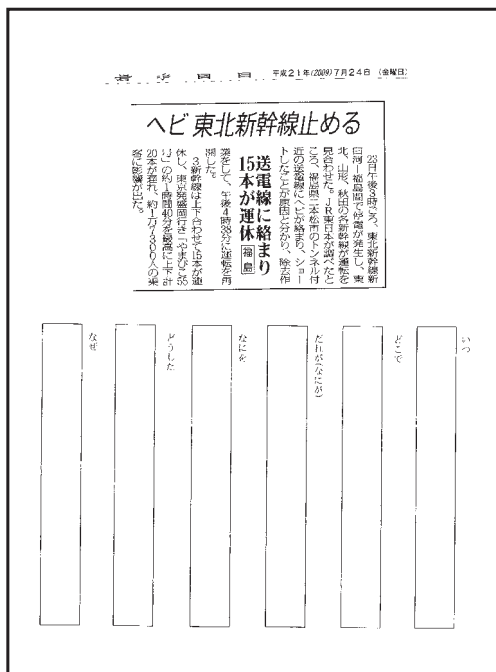 平成21年(2009)7月24日 (金曜日)
ヘビ 東北新幹線止める
送電線に絡まり
15本が運休 福島
23日午後3時ごろ、東北新幹線新
白河―福島間で停電が発生し、東
北、山形、秋田の各新幹線が運転を
見合わせた。JR東日本が調べたと
ころ、福島県二本松市のトンネル付
近の送電線にヘビが絡まり、ショー
トしたことが原因と分かり、除去作
業をして、午後4時38分に運転を再
開した。
3新幹線は上下合わせて15本が運
休し、東京発盛岡行き「やまびこ55
号」の約1時間40分を最高に上下計
20本が遅れ、約1万7300人の乗
客に影響が出た。
いつ
どこで
だれが(なにが)
なにを
どうした
なぜ